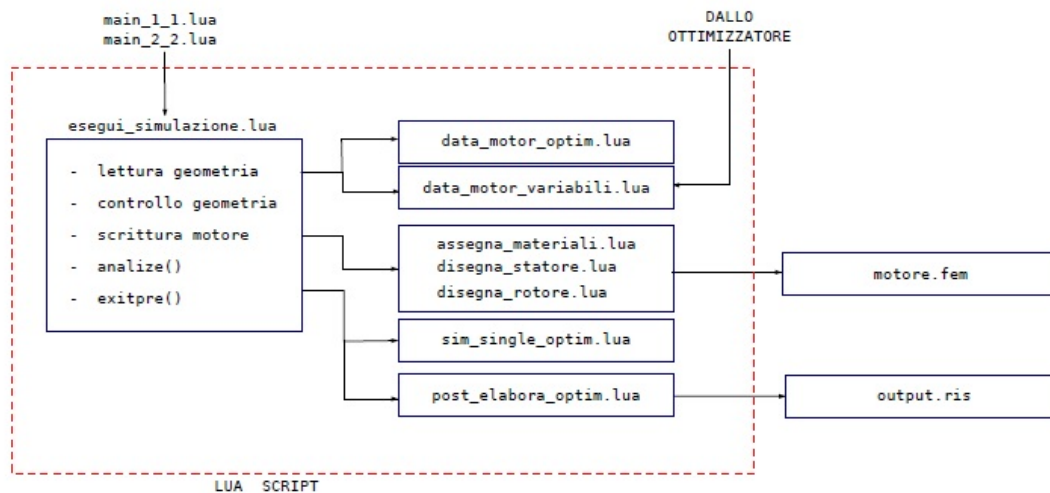 main_1_1.lua
main_2_2.lua
DALLO
OTTIMIZZATORE
esegui_simulazione.lua
- lettura geometria
- controllo geometria
- scrittura motore
- analize()
- exitpre()
data_motor_optim.lua
data_motor_variabili.lua
assegna_materiali.lua
disegna_statore.lua
disegna_rotore.lua
sim_single_optim.lua
post_elabora_optim.lua
motore.fem
output.ris
LUA SCRIPT